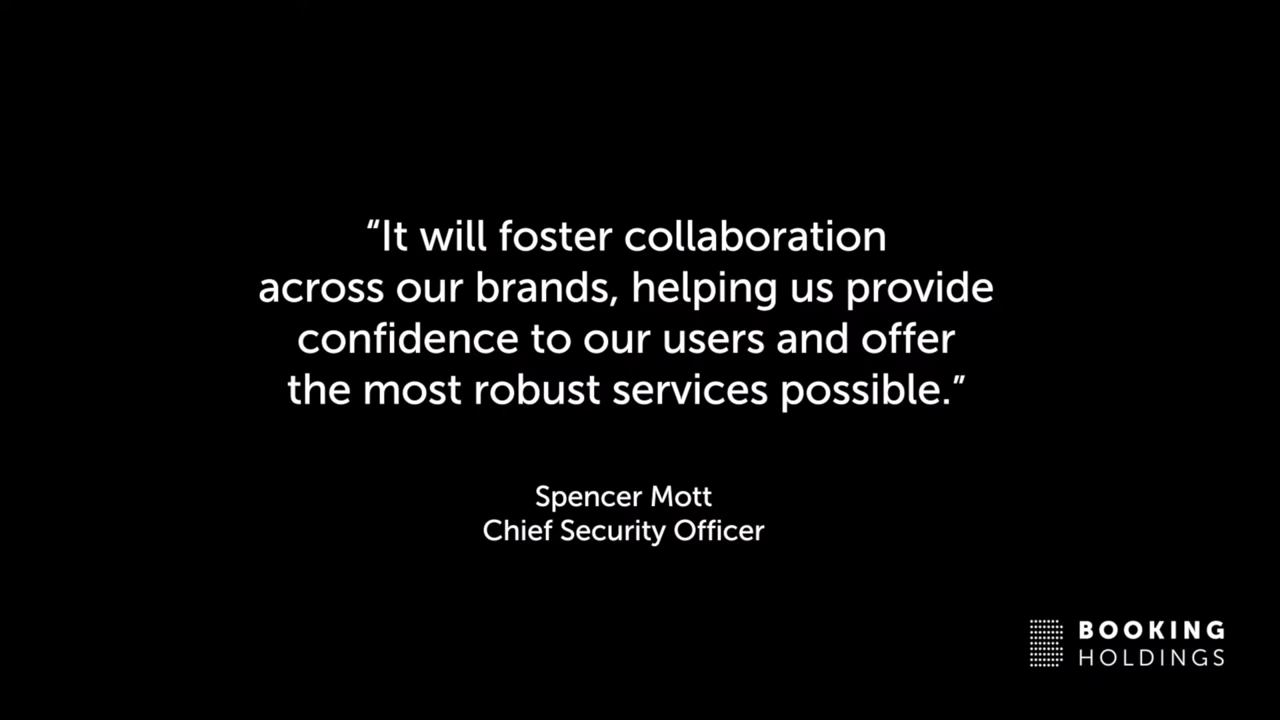 “It will foster collaboration
across our brands, helping us provide
confidence to our users and offer
the most robust services possible.”
Spencer Mott
Chief Security Officer
BOOKING
HOLDINGS